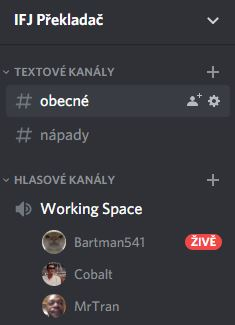 IFJ Překladač
TEXTOVÉ KANÁLY
obecné
nápady
HLASOVÉ KANÁLY
Working Space
Bartman541 ŽIVĚ
Cobalt
MrTran